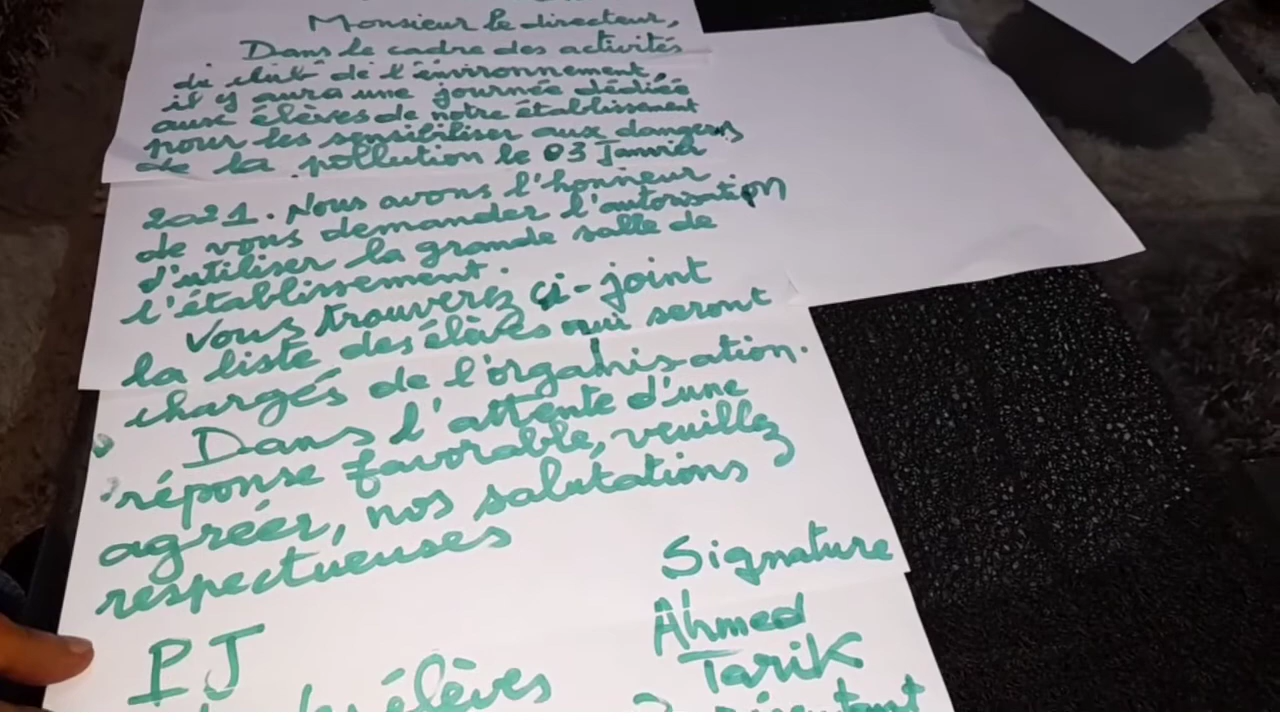 Monsieur le directeur,
Dans le cadre des activités
du club de l'environnement,
il y aura une journée dédiée
aux élèves de notre établissement
pour les sensibiliser aux dangers
de la pollution le 03 Janvier
2021. Nous avons l'honneur
de vous demander l'autorisation
d'utiliser la grande salle de
l'établissement.
Vous trouverez ci-joint
la liste des élèves qui seront
chargés de l'organisation.
Dans l'attente d'une
réponse favorable, veuillez
agréer, nos salutations
respectueuses
Signature
Ahmed
Tarik
PJ
élèves